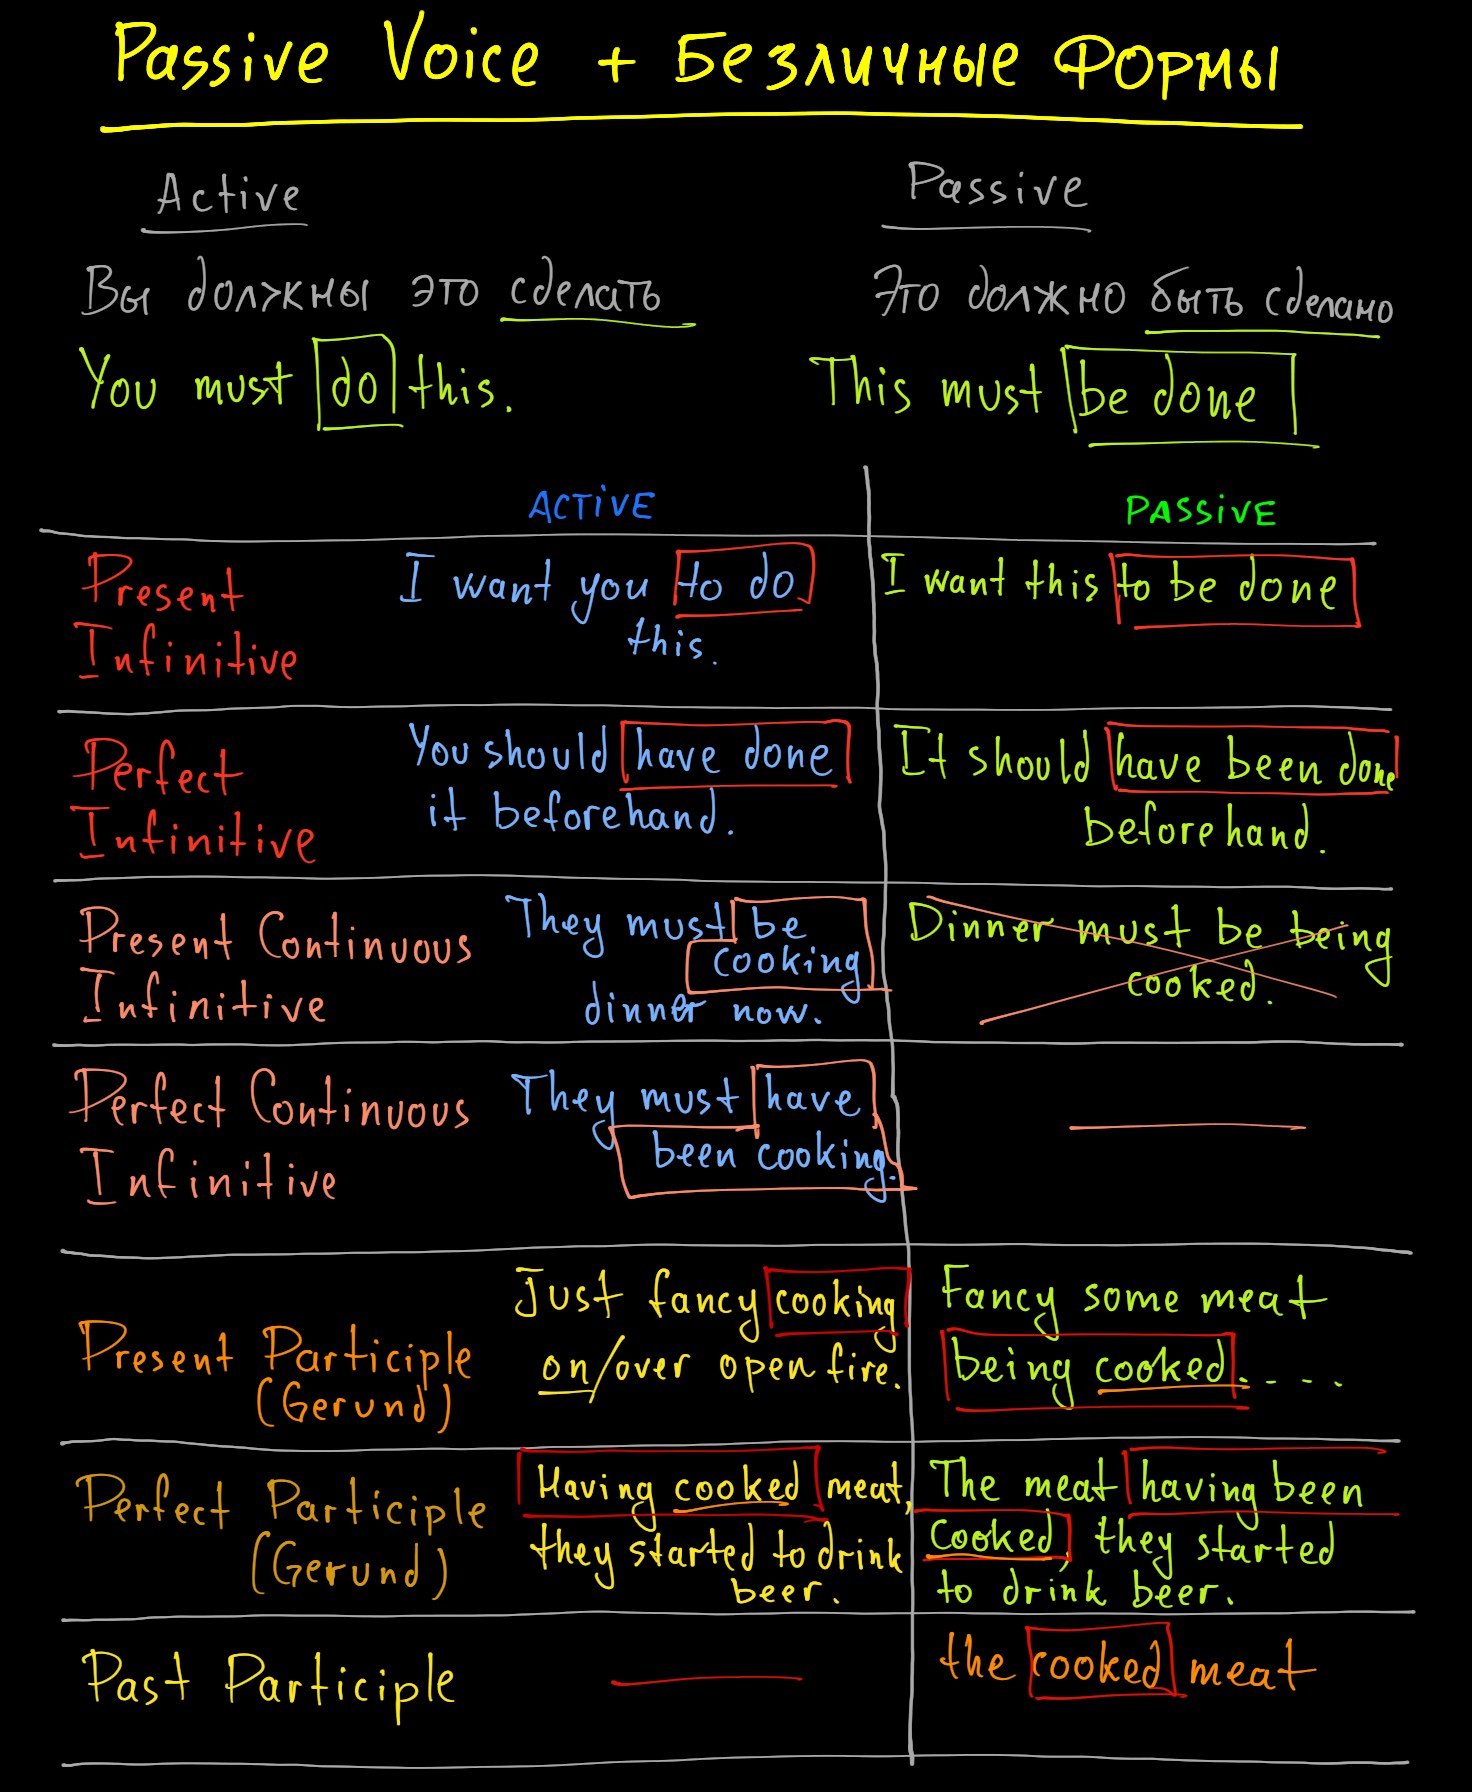 Passive Voice + Безличные Формы
Active
Passive
Вы должны это сделать
Это должно быть сделано
You must do this.
This must be done
ACTIVE
PASSIVE
Present
Infinitive
I want you to do
this.
I want this to be done
Perfect
Infinitive
You should have done
it beforehand.
It should have been done
beforehand.
Present Continuous
Infinitive
They must be
cooking
dinner now.
Dinner must be being
cooked.
Perfect Continuous
Infinitive
They must have
been cooking.
Present Participle
(Gerund)
Just fancy cooking
on/over open fire.
Fancy some meat
being cooked.....
Perfect Participle
(Gerund)
Having cooked meat,
they started to drink
beer.
The meat having been
cooked, they started
to drink beer.
Past Participle
the cooked meat